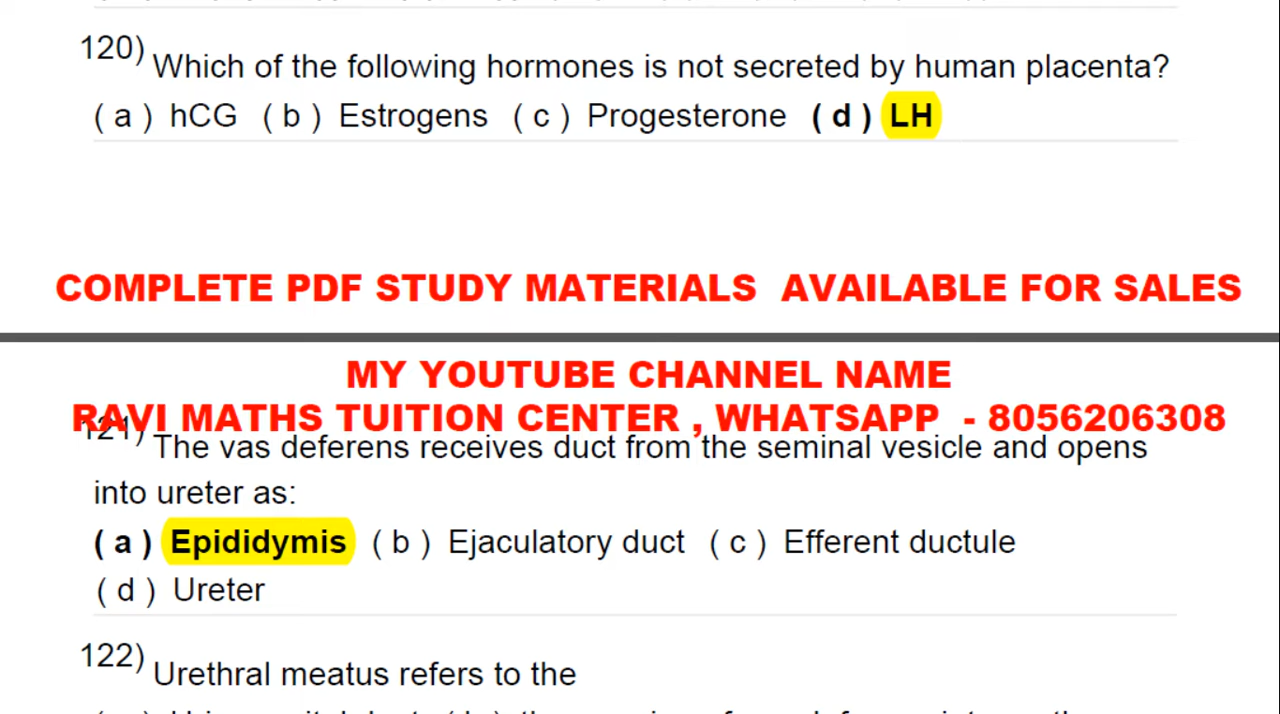 120) Which of the following hormones is not secreted by human placenta?
( a ) hCG ( b ) Estrogens ( c ) Progesterone ( d ) LH
COMPLETE PDF STUDY MATERIALS AVAILABLE FOR SALES
MY YOUTUBE CHANNEL NAME
RAVI MATHS TUITION CENTER , WHATSAPP - 8056206308
121) The vas deferens receives duct from the seminal vesicle and opens
into ureter as:
( a ) Epididymis ( b ) Ejaculatory duct ( c ) Efferent ductule
( d ) Ureter
122) Urethral meatus refers to the